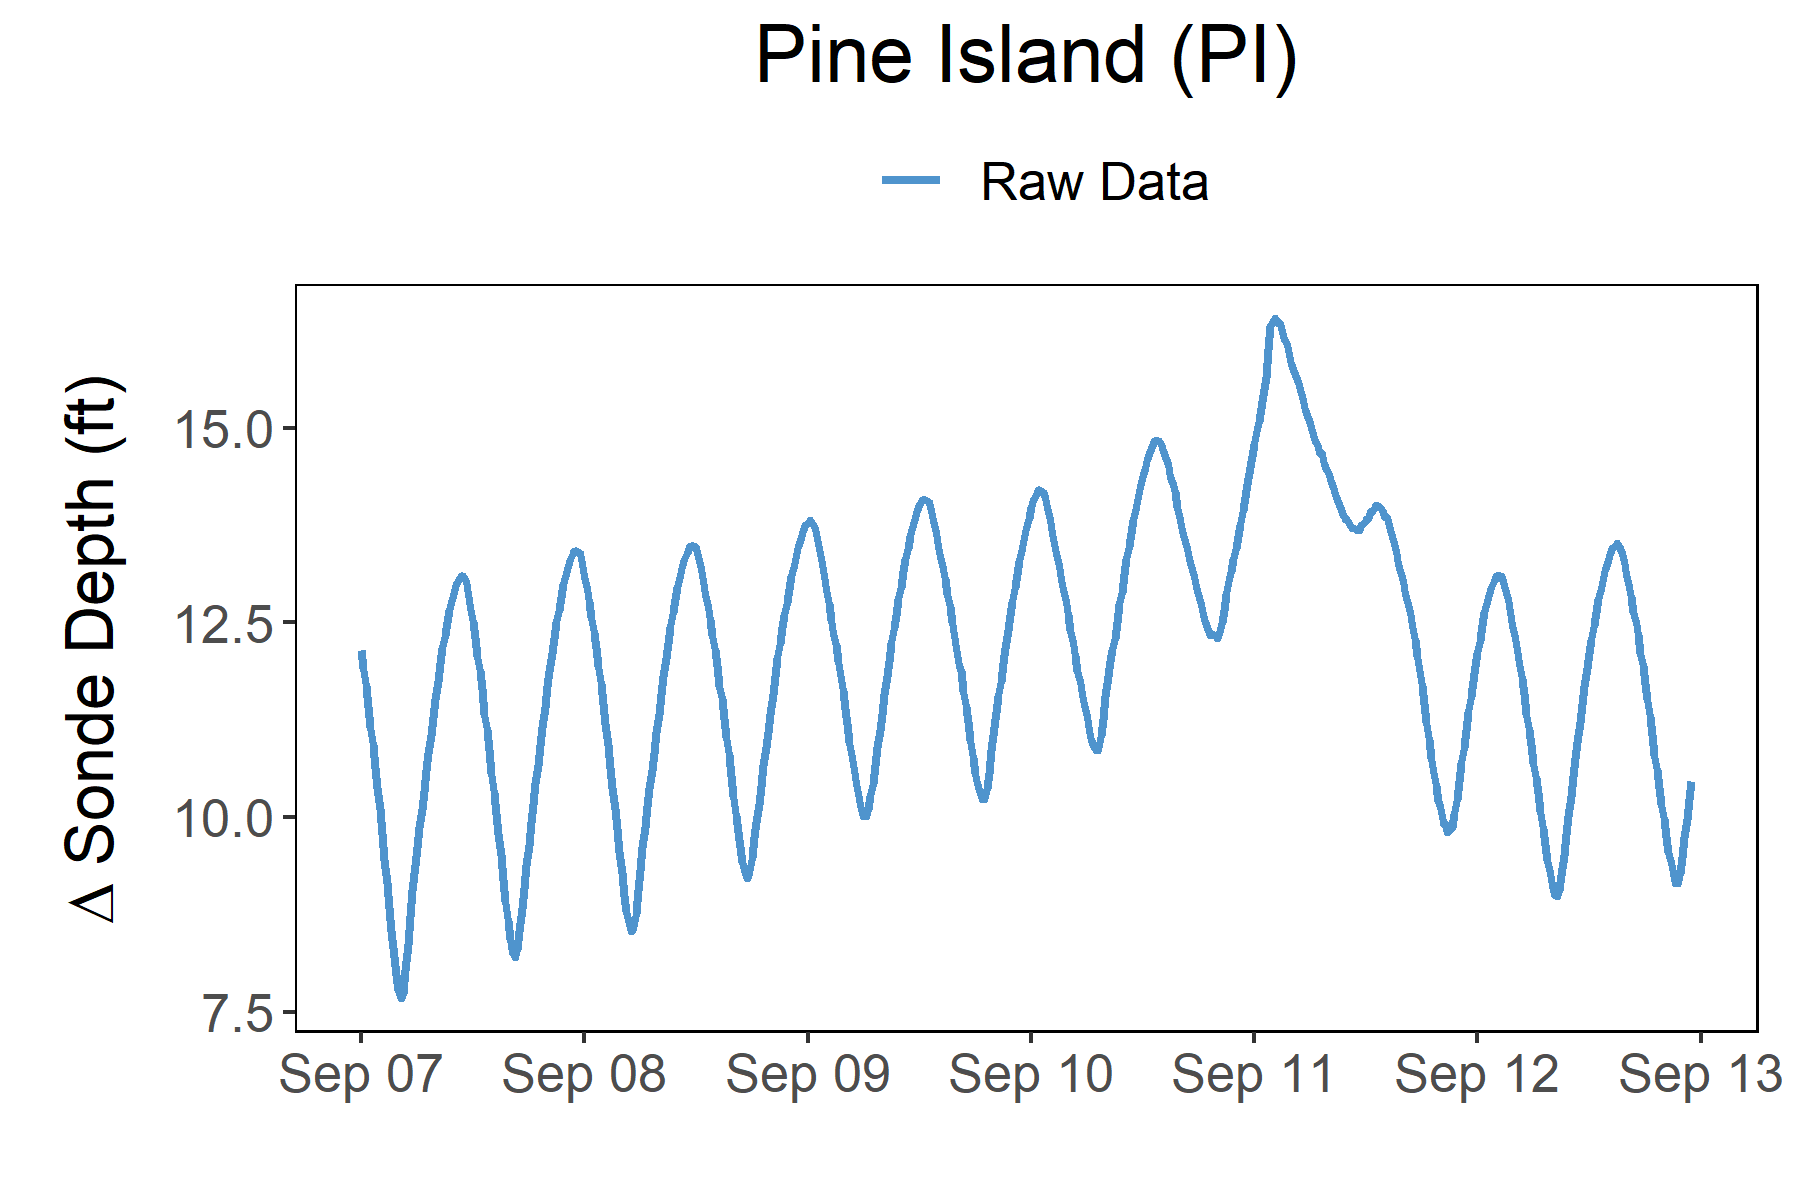 Pine Island (PI)
Raw Data
Δ Sonde Depth (ft)
15.0
12.5
10.0
7.5
Sep 07 Sep 08 Sep 09 Sep 10 Sep 11 Sep 12 Sep 13